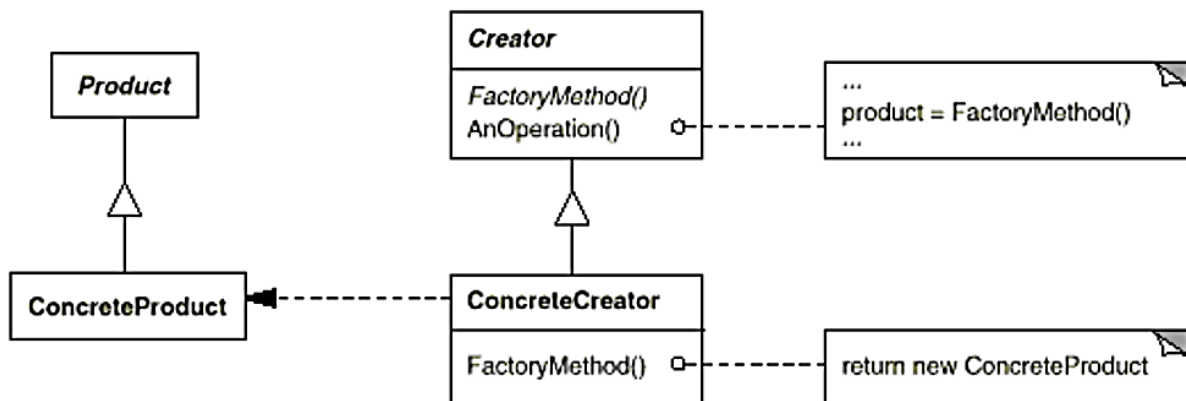 Creator
Product
FactoryMethod()
AnOperation()
...
product = FactoryMethod()
...
ConcreteProduct
ConcreteCreator
FactoryMethod()
return new ConcreteProduct